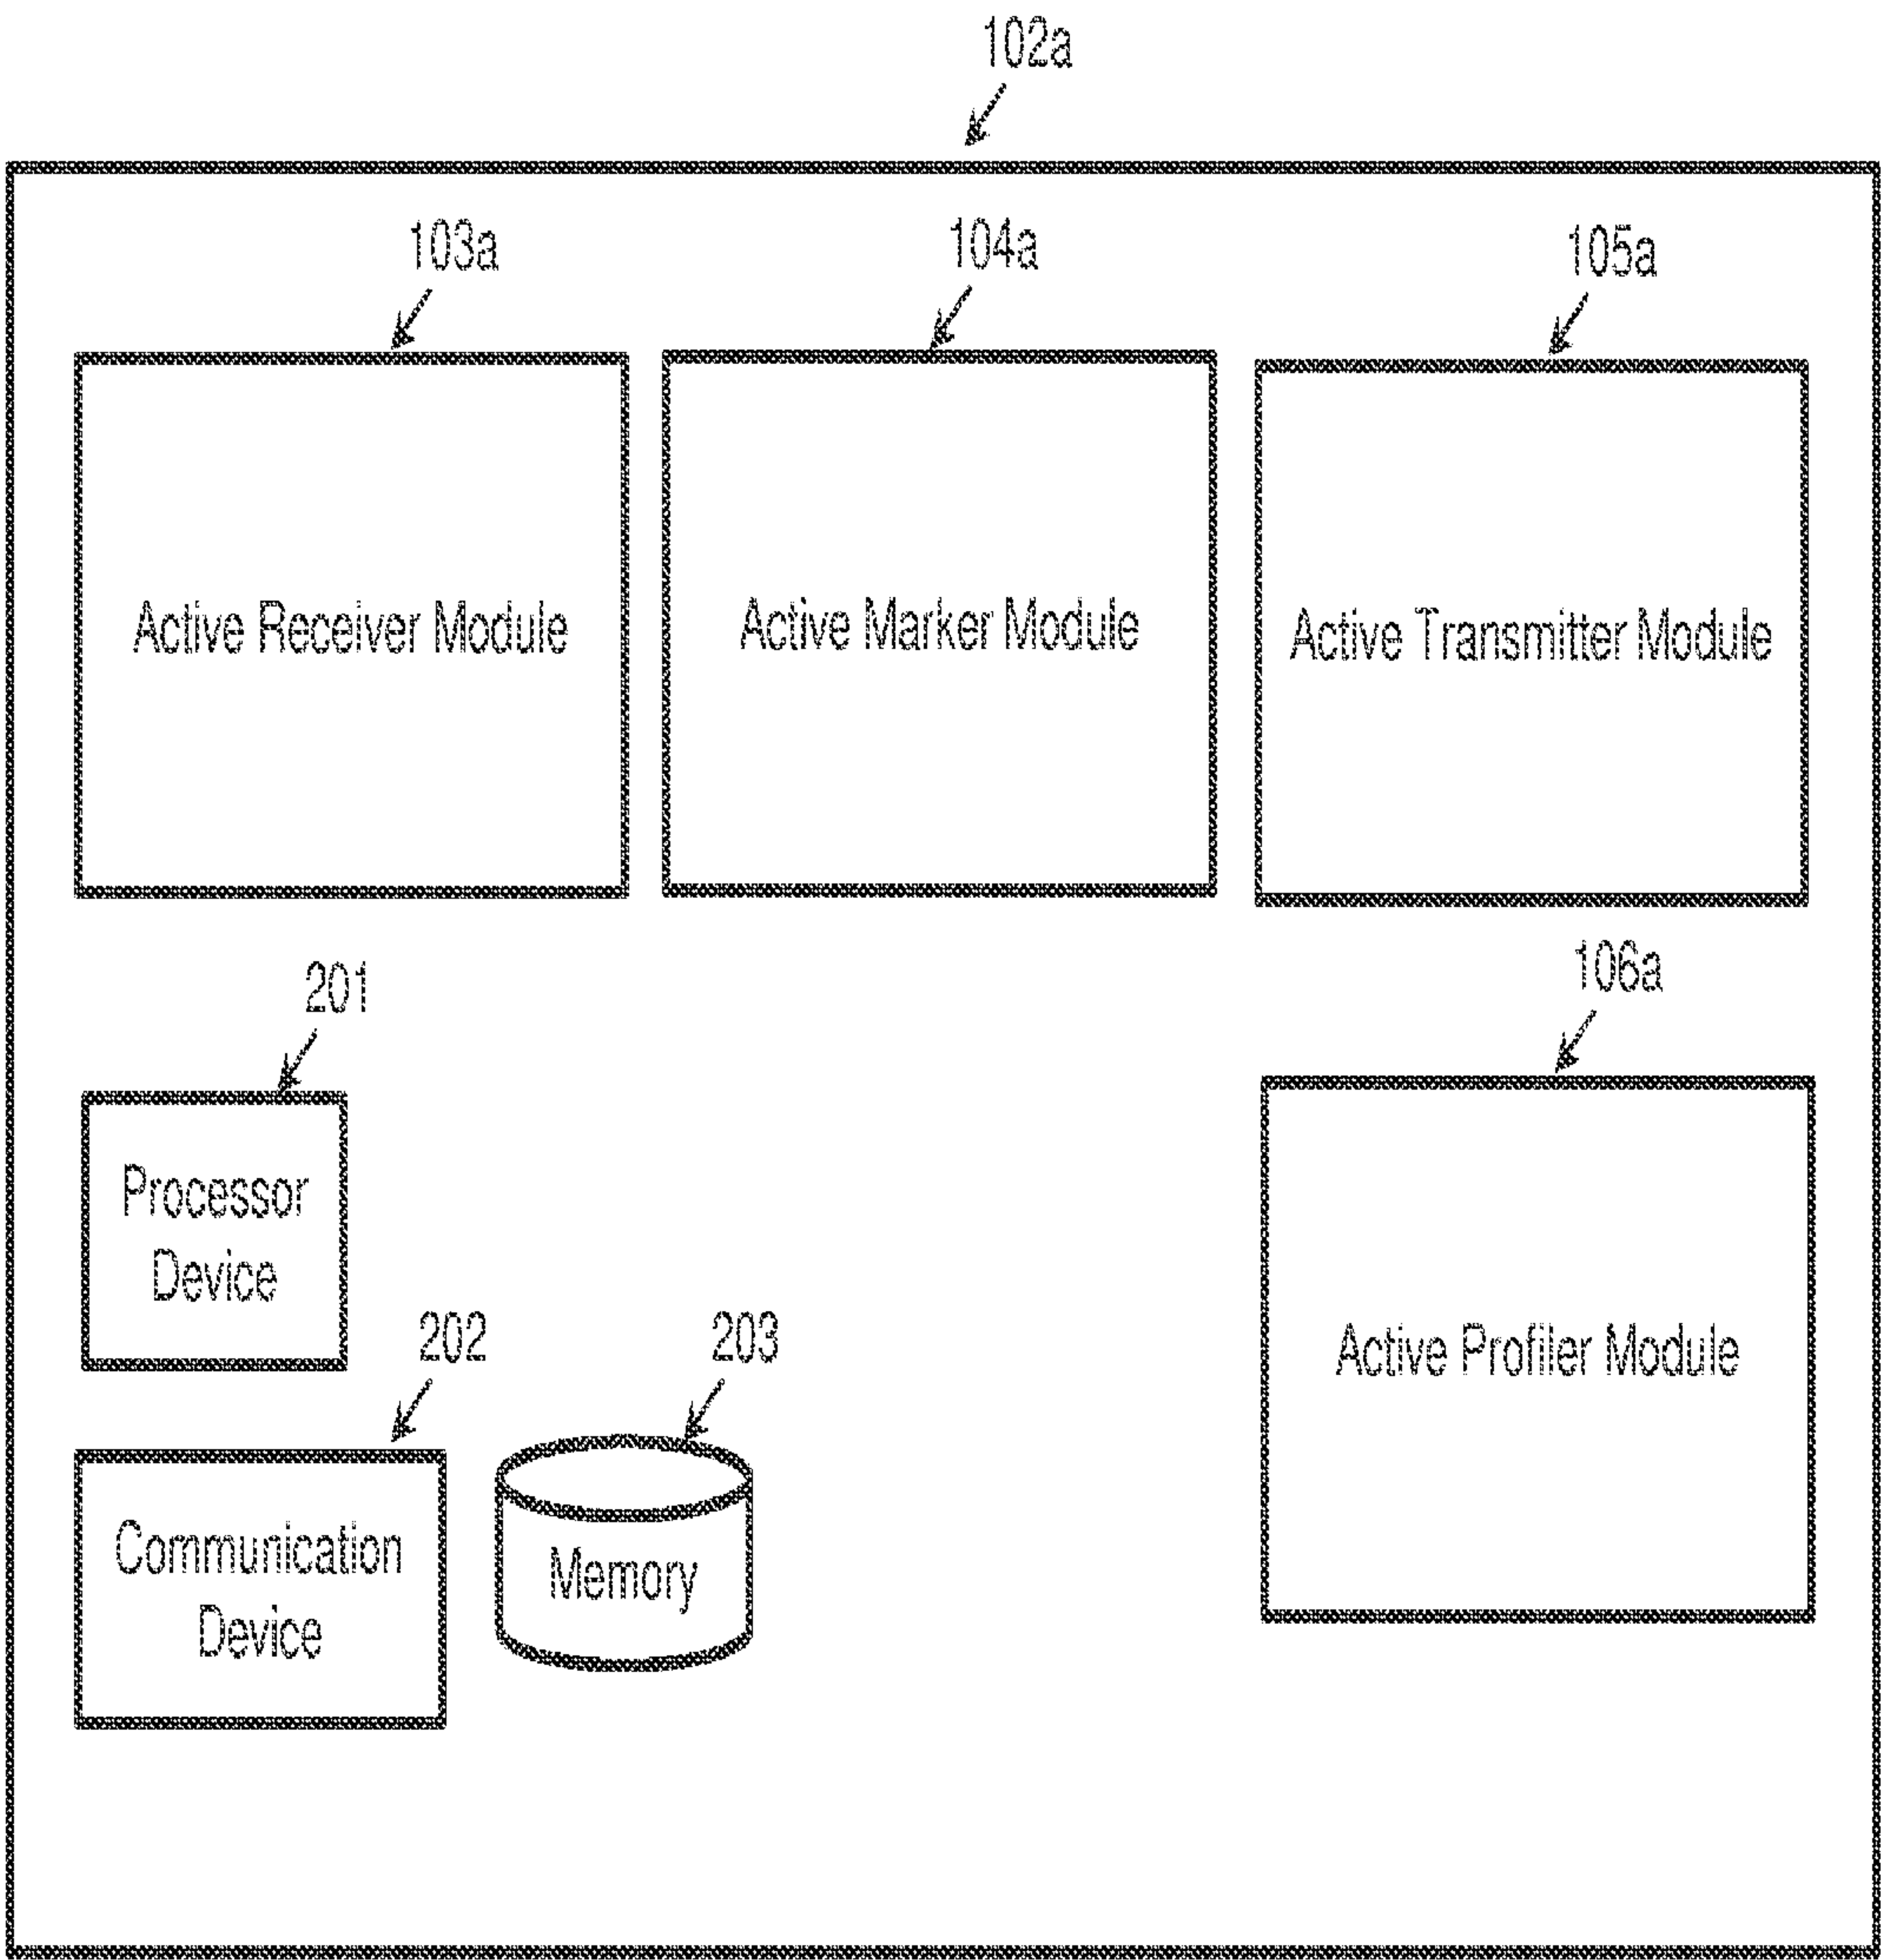 102a
103a
104a
105a
Active Receiver Module
Active Marker Module
Active Transmitter Module
201
106a
Processor
Device
202
203
Active Profiler Module
Communication
Device
Memory